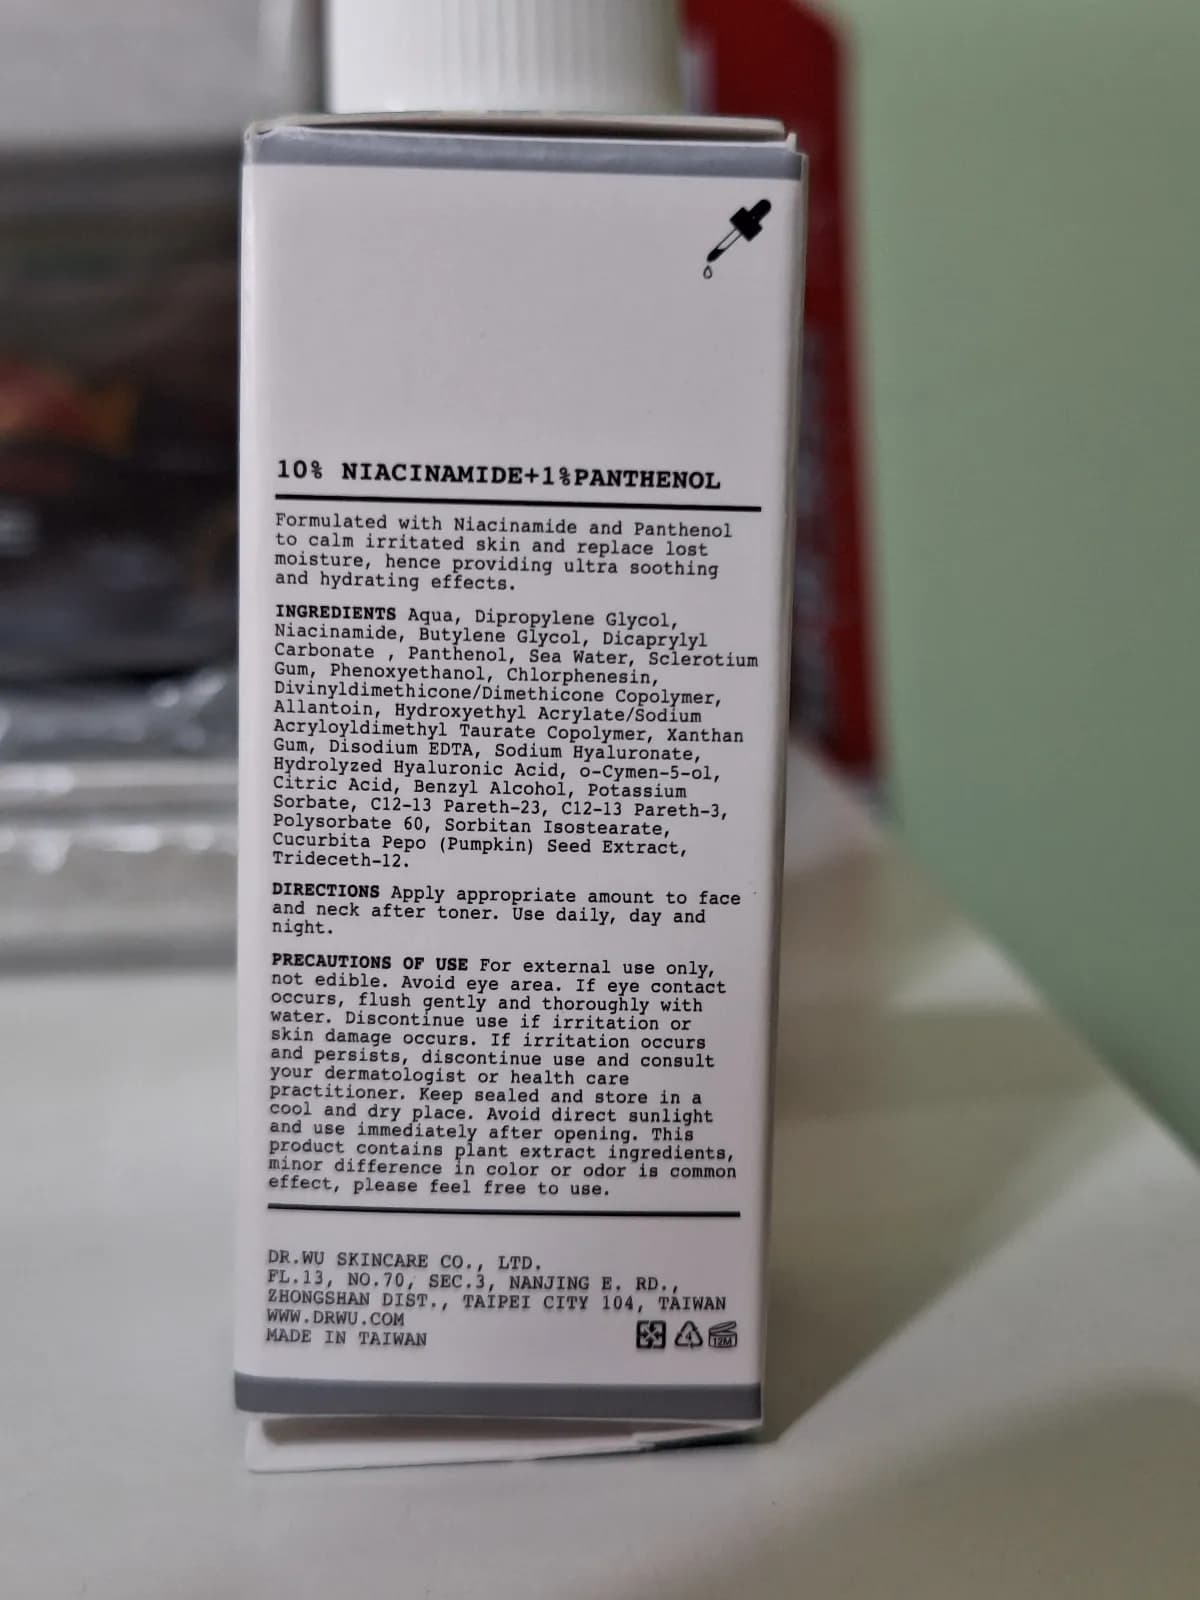 10% NIACINAMIDE+1%PANTHENOL
Formulated with Niacinamide and Panthenol
to calm irritated skin and replace lost
moisture, hence providing ultra soothing
and hydrating effects.
INGREDIENTS Aqua, Dipropylene Glycol,
Niacinamide, Butylene Glycol, Dicaprylyl
Carbonate , Panthenol, Sea Water, Sclerotium
Gum, Phenoxyethanol, Chlorphenesin,
Divinyldimethicone/Dimethicone Copolymer,
Allantoin, Hydroxyethyl Acrylate/Sodium
Acryloyldimethyl Taurate Copolymer, Xanthan
Gum, Disodium EDTA, Sodium Hyaluronate,
Hydrolyzed Hyaluronic Acid, o-Cymen-5-ol,
Citric Acid, Benzyl Alcohol, Potassium
Sorbate, C12-13 Pareth-23, C12-13 Pareth-3,
Polysorbate 60, Sorbitan Isostearate,
Cucurbita Pepo (Pumpkin) Seed Extract,
Trideceth-12.
DIRECTIONS Apply appropriate amount to face
and neck after toner. Use daily, day and
night.
PRECAUTIONS OF USE For external use only,
not edible. Avoid eye area. If eye contact
occurs, flush gently and thoroughly with
water. Discontinue use if irritation or
skin damage occurs. If irritation occurs
and persists, discontinue use and consult
your dermatologist or health care
practitioner. Keep sealed and store in a
cool and dry place. Avoid direct sunlight
and use immediately after opening. This
product contains plant extract ingredients,
minor difference in color or odor is common
effect, please feel free to use.
DR.WU SKINCARE CO., LTD.
FL.13, NO.70, SEC.3, NANJING E. RD.,
ZHONGSHAN DIST., TAIPEI CITY 104, TAIWAN
WWW.DRWU.COM
MADE IN TAIWAN
4
12M